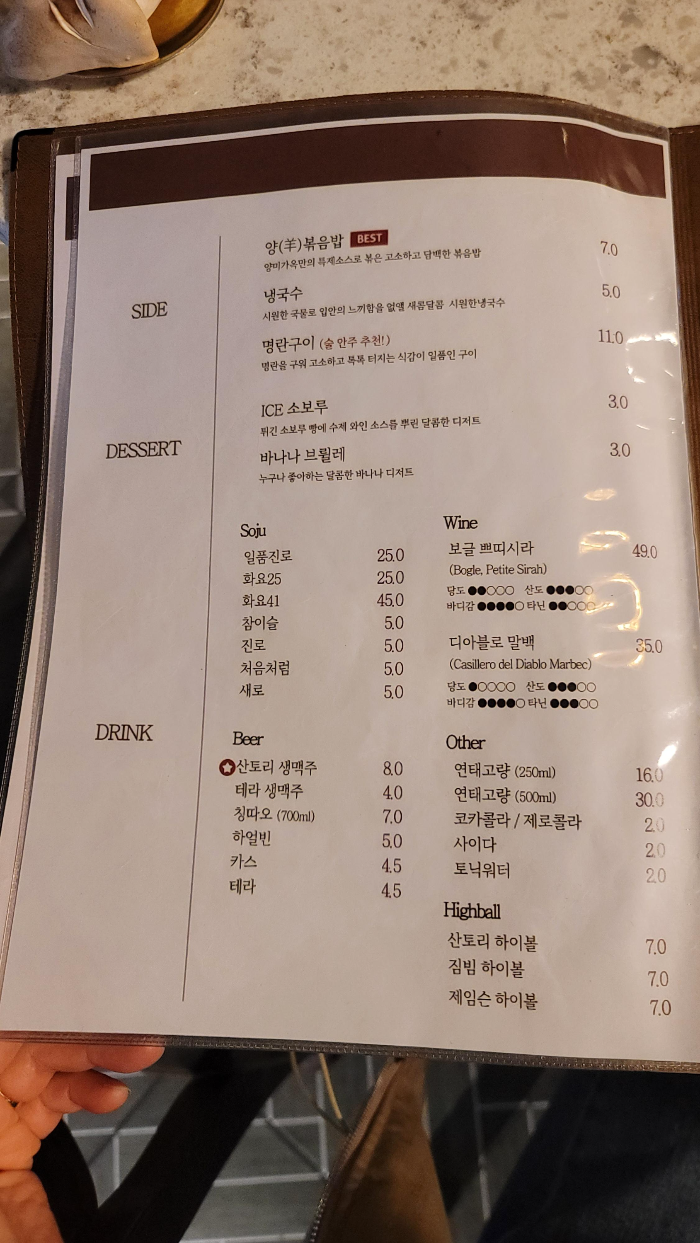 SIDE
양(羊)볶음밥 BEST 7.0
양미가옥만의 특제소스로 볶은 고소하고 담백한 볶음밥
냉국수 5.0
시원한 국물로 입안의 느끼함을 없앨 새콤달콤 시원한냉국수
명란구이 (술 안주 추천!) 11.0
명란을 구워 고소하고 톡톡 터지는 식감이 일품인 구이
DESSERT
ICE 소보루 3.0
튀긴 소보루 빵에 수제 와인 소스를 뿌린 달콤한 디저트
바나나 브륄레 3.0
누구나 좋아하는 달콤한 바나나 디저트
DRINK
Soju
일품진로 25.0
화요25 25.0
화요41 45.0
참이슬 5.0
진로 5.0
처음처럼 5.0
새로 5.0
Beer
산토리 생맥주 8.0
테라 생맥주 4.0
칭따오 (700ml) 7.0
하얼빈 5.0
카스 4.5
테라 4.5
Wine
보글 쁘띠시라 49.0
(Bogle, Petite Sirah)
당도 ●●○○○ 산도 ●●●○○
바디감 ●●●●○ 타닌 ●●○○○
디아블로 말백 35.0
(Casillero del Diablo Marbec)
당도 ●○○○○ 산도 ●●●○○
바디감 ●●●●○ 타닌 ●●●○○
Other
연태고량 (250ml) 16.0
연태고량 (500ml) 30.0
코카콜라 / 제로콜라 2.0
사이다 2.0
토닉워터 2.0
Highball
산토리 하이볼 7.0
짐빔 하이볼 7.0
제임슨 하이볼 7.0